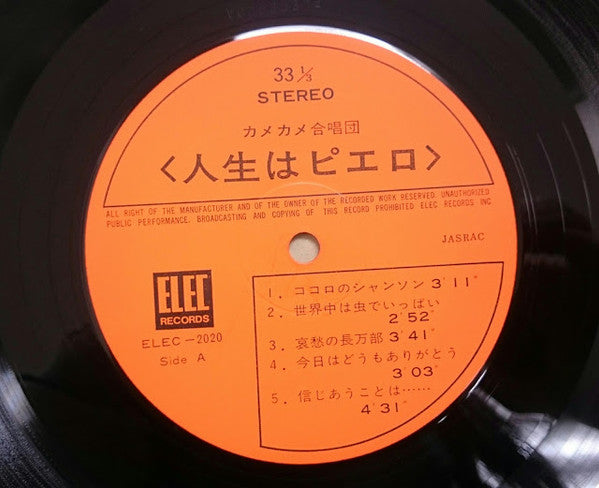 33 1/3
STEREO
カメカメ合唱団
〈人生はピエロ〉
ALL RIGHT OF THE MANUFACTURER AND OF THE OWNER OF THE RECORDED WORK RESERVED. UNAUTHORIZED
PUBLIC PERFORMANCE. BROADCASTING AND COPYING OF THIS RECORD PROHIBITED ELEC RECORDS INC
JASRAC
ELEC
RECORDS
ELEC-2020
Side A
1. ココロのシャンソン 3'11"
2. 世界中は虫でいっぱい
2'52"
3. 哀愁の長万部 3'41"
4. 今日はどうもありがとう
3'03"
5. 信じあうことは……
4'31"